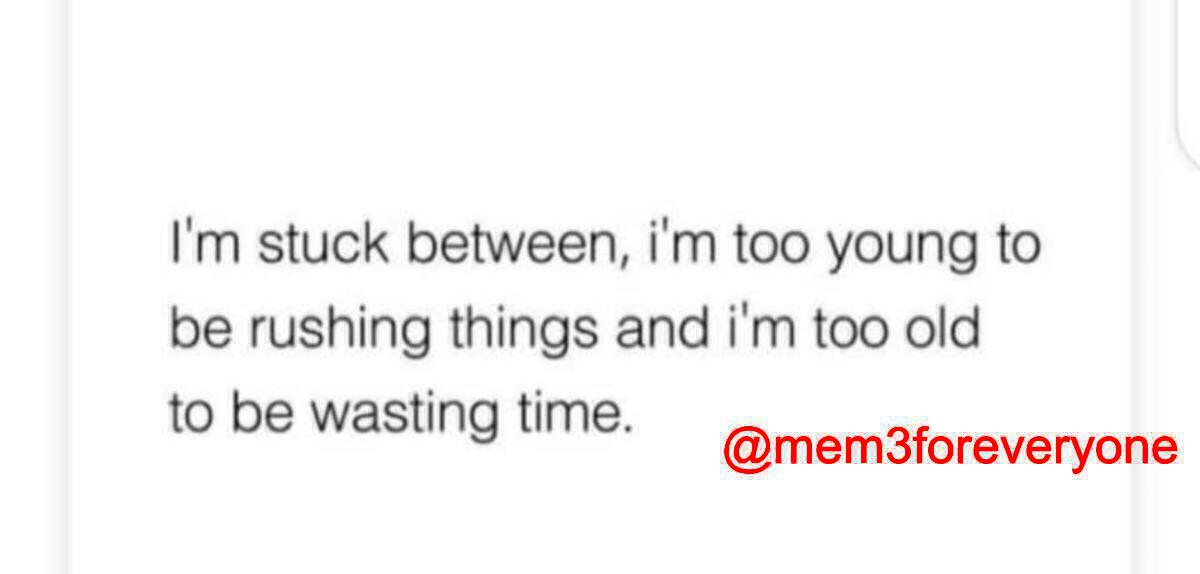 I'm stuck between, i'm too young to
be rushing things and i'm too old
to be wasting time.
@mem3foreveryone